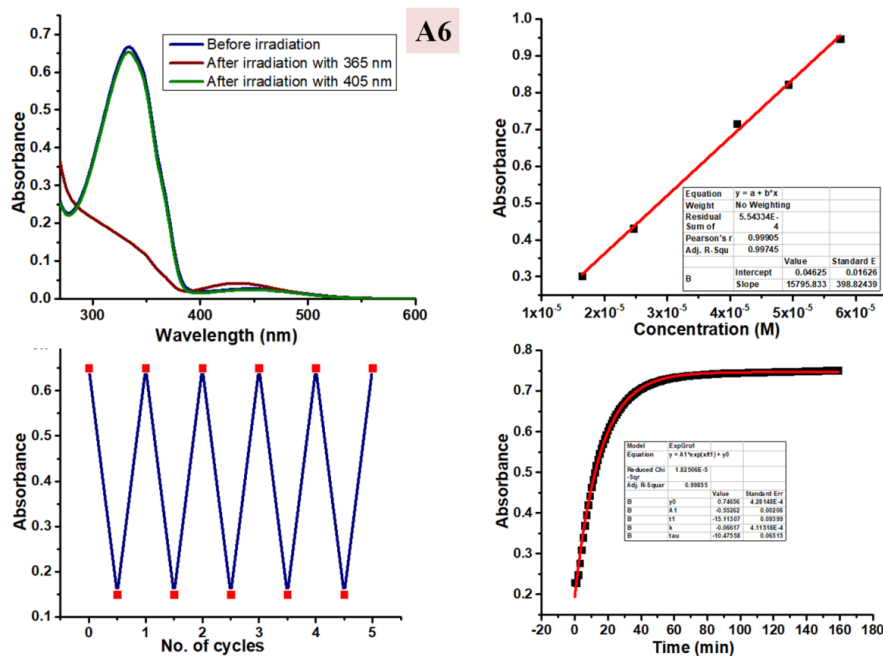 A6
Before irradiation
After irradiation with 365 nm
After irradiation with 405 nm
0.7
0.6
0.5
0.4
0.3
0.2
0.1
0.0
Absorbance
300 400 500 600
Wavelength (nm)
1.0
0.9
0.8
0.7
0.6
0.5
0.4
0.3
Absorbance
Equation y = a + b*x
Weight No Weighting
Residual Sum of 5.54334E-4
Pearson's r 0.99905
Adj. R-Squ 0.99745
Value Standard E
B Intercept 0.04625 0.01626
Slope 15795.833 398.82439
1x10-5 2x10-5 3x10-5 4x10-5 5x10-5 6x10-5
Concentration (M)
0.6
0.5
0.4
0.3
0.2
0.1
Absorbance
0 1 2 3 4 5
No. of cycles
0.8
0.7
0.6
0.5
0.4
0.3
0.2
Absorbance
Model ExpGro1
Equation y = A1*exp(x/t1) + y0
Reduced Chi-Sqr 1.82506E-5
Adj. R-Squar 0.99855
Value Standard Err
B y0 0.74656 4.28148E-4
B A1 -0.55262 0.00206
B t1 -15.11307 0.09399
B k -0.06617 4.11518E-4
B tau -10.47558 0.06515
-20 0 20 40 60 80 100 120 140 160 180
Time (min)